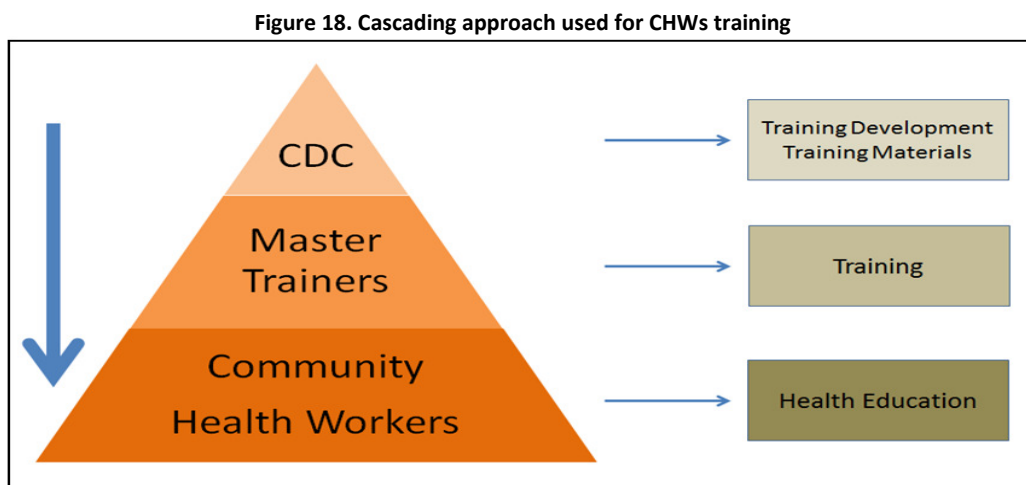 Figure 18. Cascading approach used for CHWs training
CDC
Training Development
Training Materials
Master
Trainers
Training
Community
Health Workers
Health Education